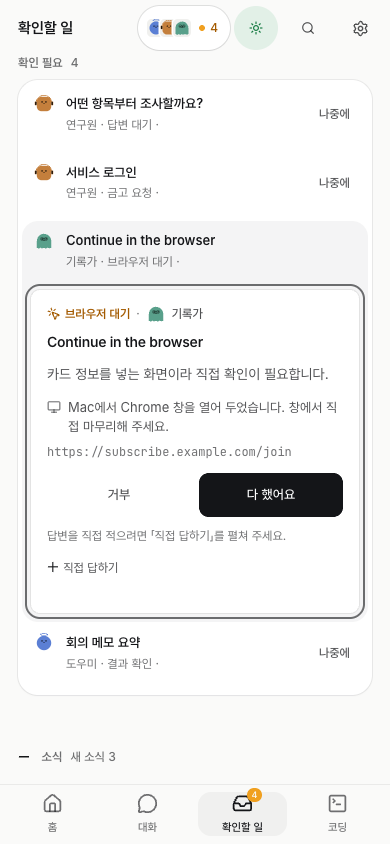 확인할 일
4
확인 필요 4
어떤 항목부터 조사할까요?
연구원 · 답변 대기 ·
나중에
서비스 로그인
연구원 · 금고 요청 ·
나중에
Continue in the browser
기록가 · 브라우저 대기 ·
브라우저 대기 · 기록가
Continue in the browser
카드 정보를 넣는 화면이라 직접 확인이 필요합니다.
Mac에서 Chrome 창을 열어 두었습니다. 창에서 직
접 마무리해 주세요.
https://subscribe.example.com/join
거부
다 했어요
답변을 직접 적으려면 「직접 답하기」를 펼쳐 주세요.
직접 답하기
회의 메모 요약
도우미 · 결과 확인 ·
나중에
소식 새 소식 3
홈
대화
4
확인할 일
코딩